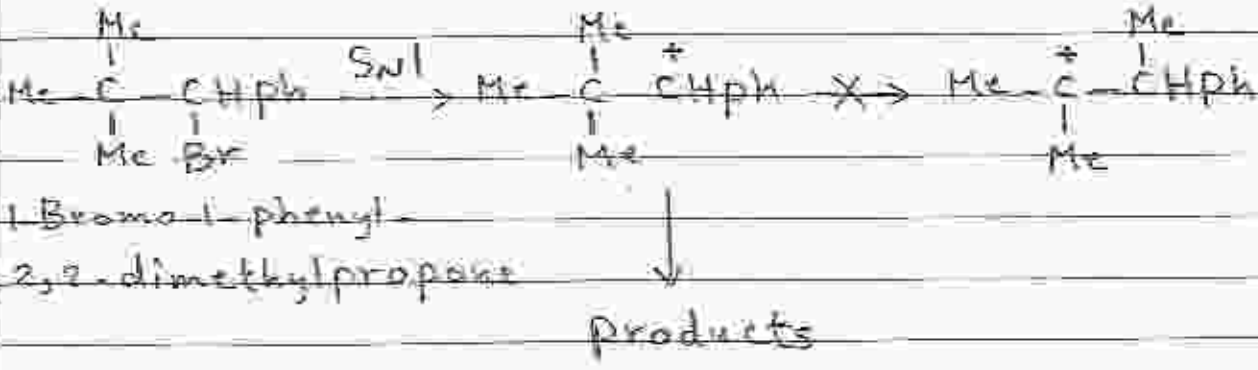 Me Me Me
Me-C-CHph SN1 → Me-C-C⁺Hph -X→ Me-C⁺-CHph
Me Br Me Me
1-Bromo-1-phenyl-
2,2-dimethylpropane
products